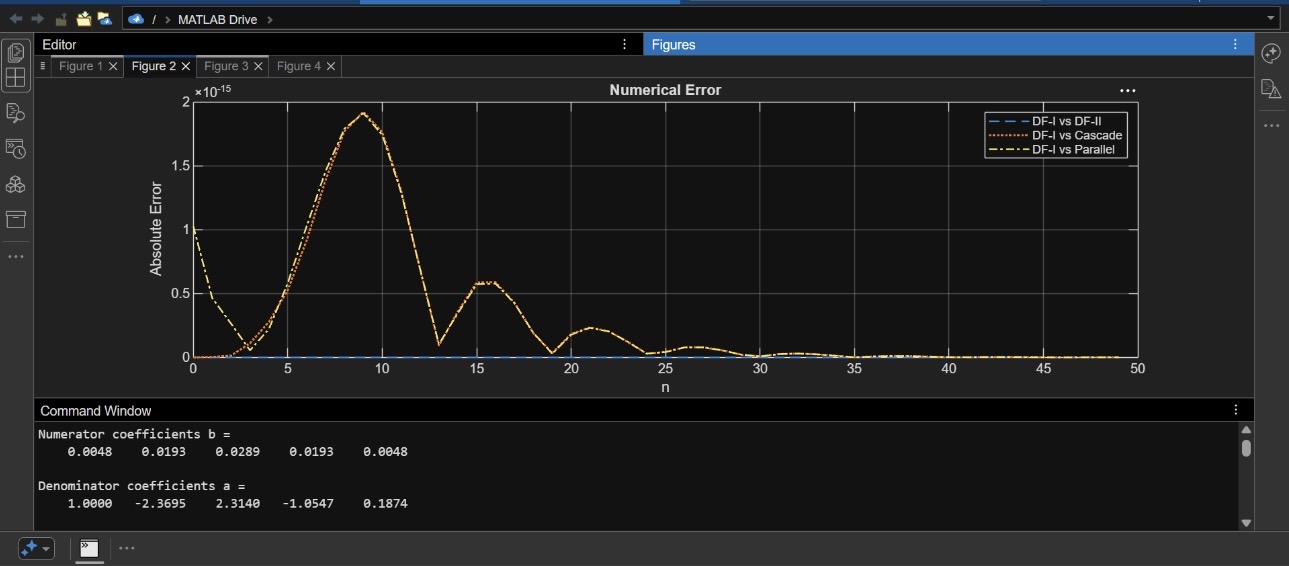 / > MATLAB Drive >
Editor
Figures
Figure 1 × Figure 2 × Figure 3 × Figure 4 ×
Numerical Error
×10⁻¹⁵
2
1.5
1
0.5
0
Absolute Error
DF-I vs DF-II
DF-I vs Cascade
DF-I vs Parallel
0 5 10 15 20 25 30 35 40 45 50
n
Command Window
Numerator coefficients b =
0.0048 0.0193 0.0289 0.0193 0.0048
Denominator coefficients a =
1.0000 -2.3695 2.3140 -1.0547 0.1874